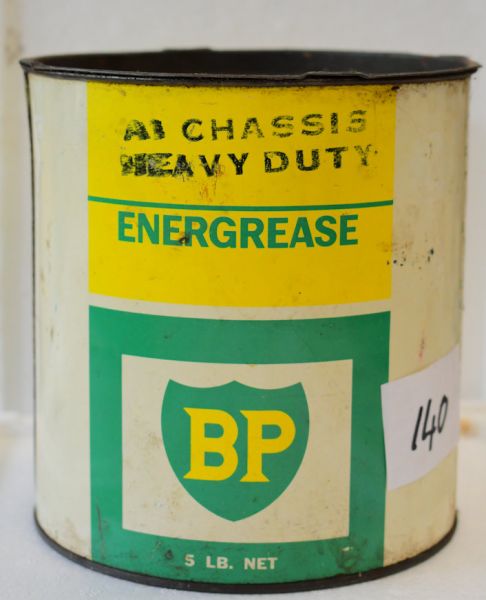 A1 CHASSIS
HEAVY DUTY
ENERGREASE
BP
140
5 LB. NET